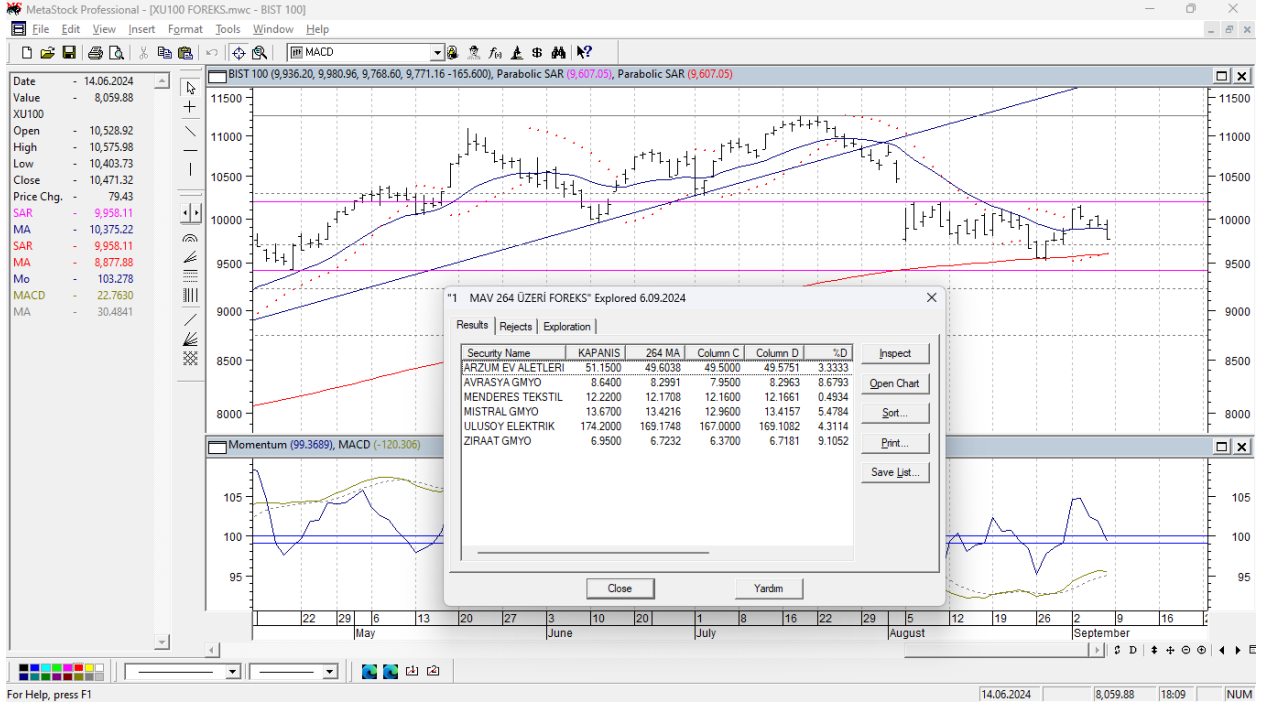 MetaStock Professional - [XU100 FOREKS.mwc - BIST 100]
File Edit View Insert Format Tools Window Help
MACD
Date - 14.06.2024
Value - 8,059.88
XU100
Open - 10,528.92
High - 10,575.98
Low - 10,403.73
Close - 10,471.32
Price Chg. - 79.43
SAR - 9,958.11
MA - 10,375.22
SAR - 9,958.11
MA - 8,877.88
Mo - 103.278
MACD - 22.7630
MA - 30.4841
BIST 100 (9,936.20, 9,980.96, 9,768.60, 9,771.16 -165.600), Parabolic SAR (9,607.05), Parabolic SAR (9,607.05)
11500 11500
11000 11000
10500 10500
10000 10000
9500 9500
9000 9000
8500 8500
8000 8000
"1 MAV 264 ÜZERİ FOREKS" Explored 6.09.2024
Results Rejects Exploration
Security Name KAPANIS 264 MA Column C Column D %D
ARZUM EV ALETLERI 51.1500 49.6038 49.5000 49.5751 3.3333
AVRASYA GMYO 8.6400 8.2991 7.9500 8.2963 8.6793
MENDERES TEKSTIL 12.2200 12.1708 12.1600 12.1661 0.4934
MISTRAL GMYO 13.6700 13.4216 12.9600 13.4157 5.4784
ULUSOY ELEKTRIK 174.2000 169.1748 167.0000 169.1082 4.3114
ZIRAAT GMYO 6.9500 6.7232 6.3700 6.7181 9.1052
Inspect
Open Chart
Sort...
Print...
Save List...
Close Yardım
Momentum (99.3689), MACD (-120.306)
105 105
100 100
95 95
22 29 6 13 20 27 3 10 20 1 8 16 22 29 5 12 19 26 2 9 16
May June July August September
D
For Help, press F1
14.06.2024 8,059.88 18:09 NUM